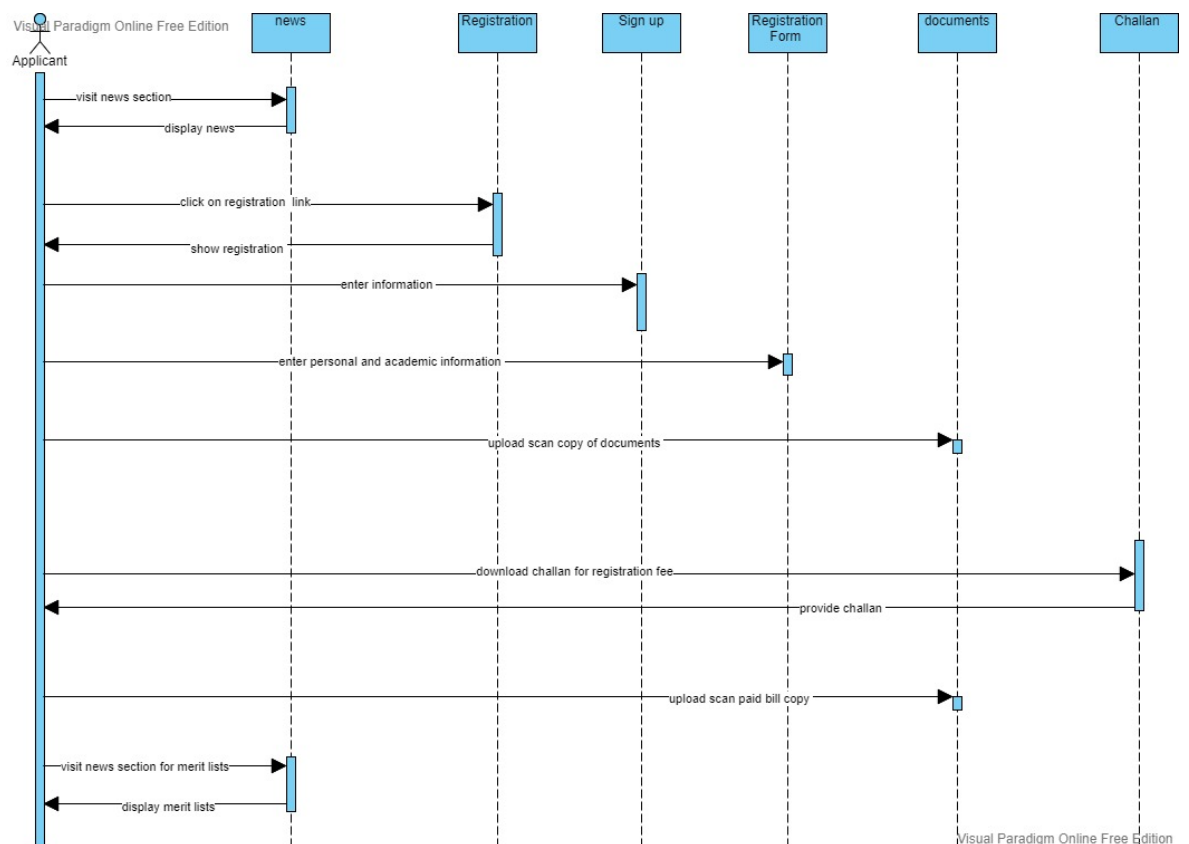 Visual Paradigm Online Free Edition
news
Registration
Sign up
Registration
Form
documents
Challan
Applicant
visit news section
display news
click on registration link
show registration
enter information
enter personal and academic information
upload scan copy of documents
download challan for registration fee
provide challan
upload scan paid bill copy
visit news section for merit lists
display merit lists
Visual Paradigm Online Free Edition